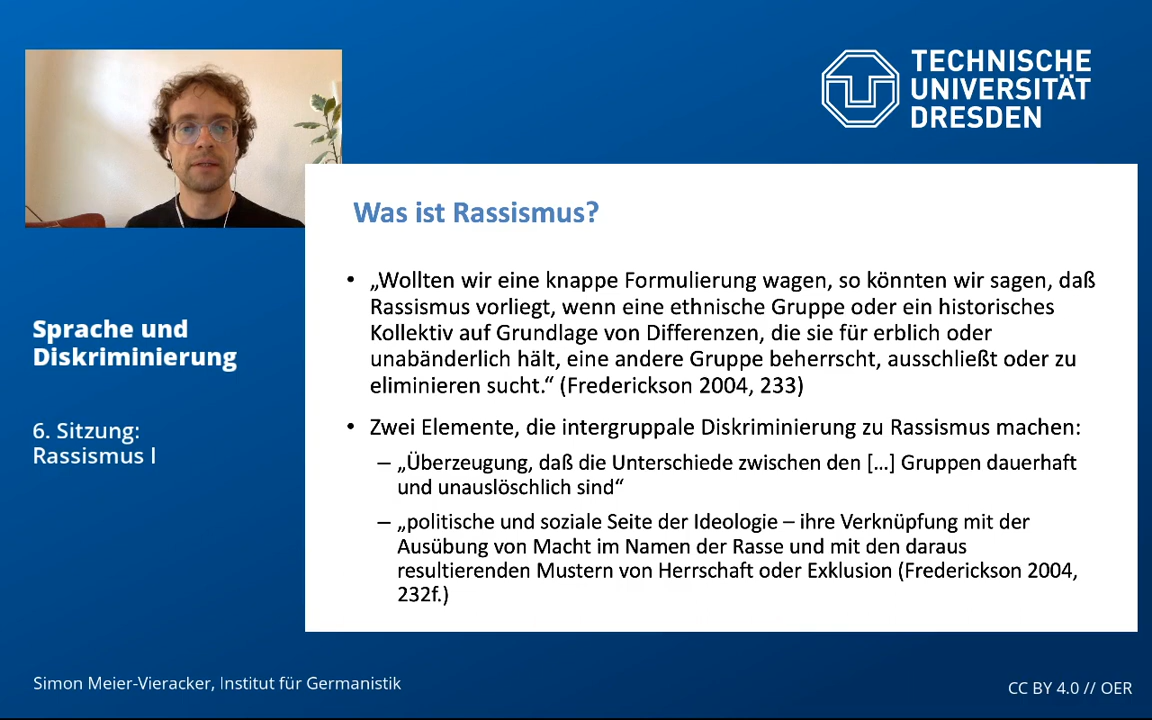 TECHNISCHE
UNIVERSITÄT
DRESDEN
Sprache und
Diskriminierung
6. Sitzung:
Rassismus I
Was ist Rassismus?
• „Wollten wir eine knappe Formulierung wagen, so könnten wir sagen, daß
Rassismus vorliegt, wenn eine ethnische Gruppe oder ein historisches
Kollektiv auf Grundlage von Differenzen, die sie für erblich oder
unabänderlich hält, eine andere Gruppe beherrscht, ausschließt oder zu
eliminieren sucht.“ (Frederickson 2004, 233)
• Zwei Elemente, die intergruppale Diskriminierung zu Rassismus machen:
– „Überzeugung, daß die Unterschiede zwischen den […] Gruppen dauerhaft
und unauslöschlich sind“
– „politische und soziale Seite der Ideologie – ihre Verknüpfung mit der
Ausübung von Macht im Namen der Rasse und mit den daraus
resultierenden Mustern von Herrschaft oder Exklusion (Frederickson 2004,
232f.)
Simon Meier-Vieracker, Institut für Germanistik
CC BY 4.0 // OER